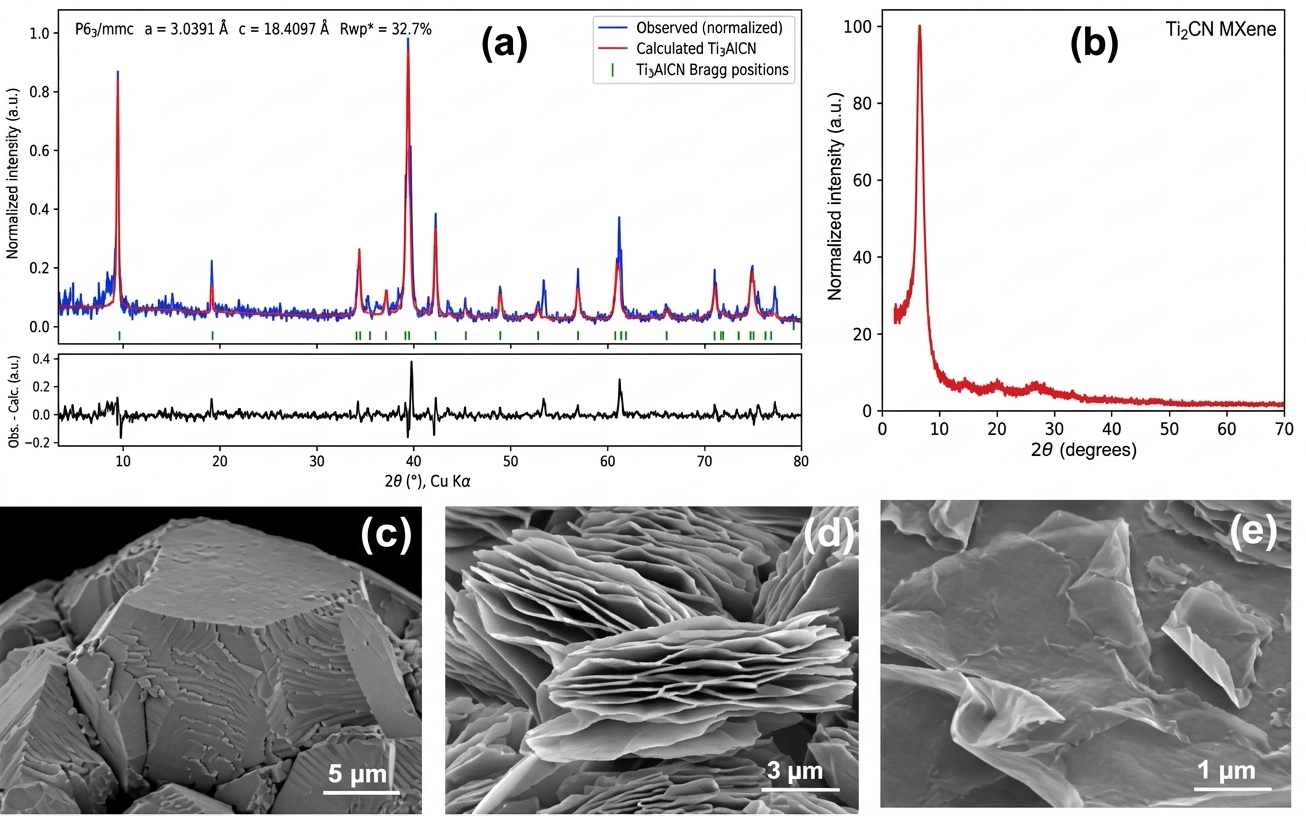 P6₃/mmc a = 3.0391 Å c = 18.4097 Å Rwp* = 32.7%
(a)
Observed (normalized)
Calculated Ti₃AlCN
Ti₃AlCN Bragg positions
Normalized intensity (a.u.)
1.0
0.8
0.6
0.4
0.2
0.0
Obs. - Calc. (a.u.)
0.4
0.2
0.0
−0.2
10 20 30 40 50 60 70 80
2θ (°), Cu Kα
(b)
Ti₂CN MXene
Normalized intensity (a.u.)
100
80
60
40
20
0
0 10 20 30 40 50 60 70
2θ (degrees)
(c)
5 µm
(d)
3 µm
(e)
1 µm